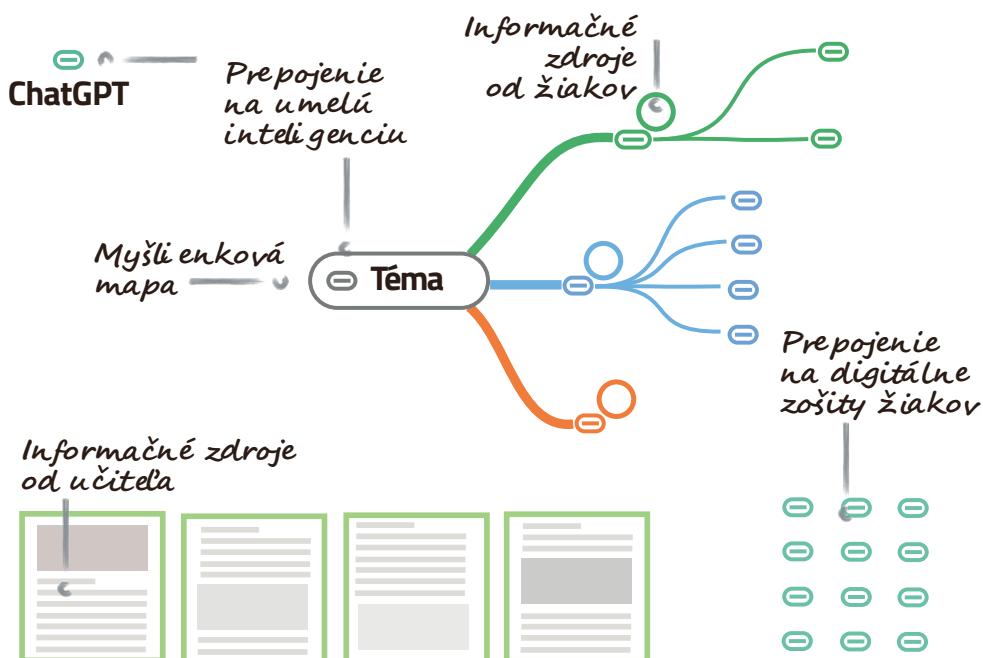 ChatGPT
Prepojenie
na umelú
inteligenciu
Informačné
zdroje
od žiakov
Myšlienková
mapa
Téma
Prepojenie
na digitálne
zošity žiakov
Informačné zdroje
od učiteľa